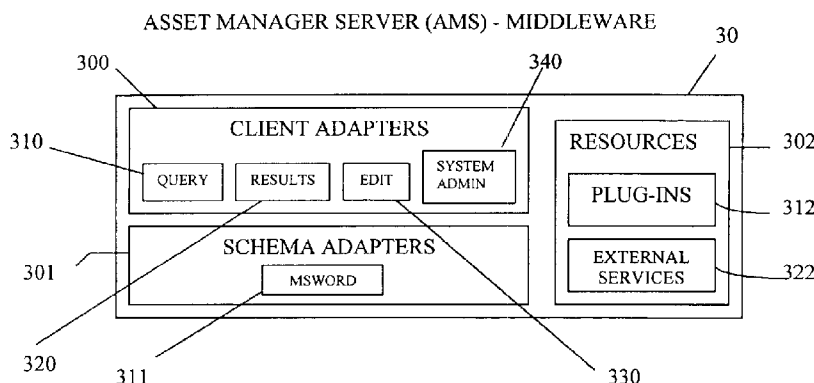 ASSET MANAGER SERVER (AMS) - MIDDLEWARE
300
340
30
CLIENT ADAPTERS
310
QUERY
RESULTS
EDIT
SYSTEM
ADMIN
RESOURCES
302
PLUG-INS
312
SCHEMA ADAPTERS
301
MSWORD
EXTERNAL
SERVICES
322
320
311
330